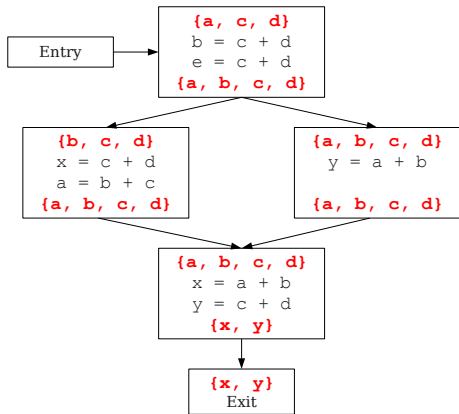 Entry
{a, c, d}
b = c + d
e = c + d
{a, b, c, d}
{b, c, d}
x = c + d
a = b + c
{a, b, c, d}
{a, b, c, d}
y = a + b
{a, b, c, d}
{a, b, c, d}
x = a + b
y = c + d
{x, y}
{x, y}
Exit